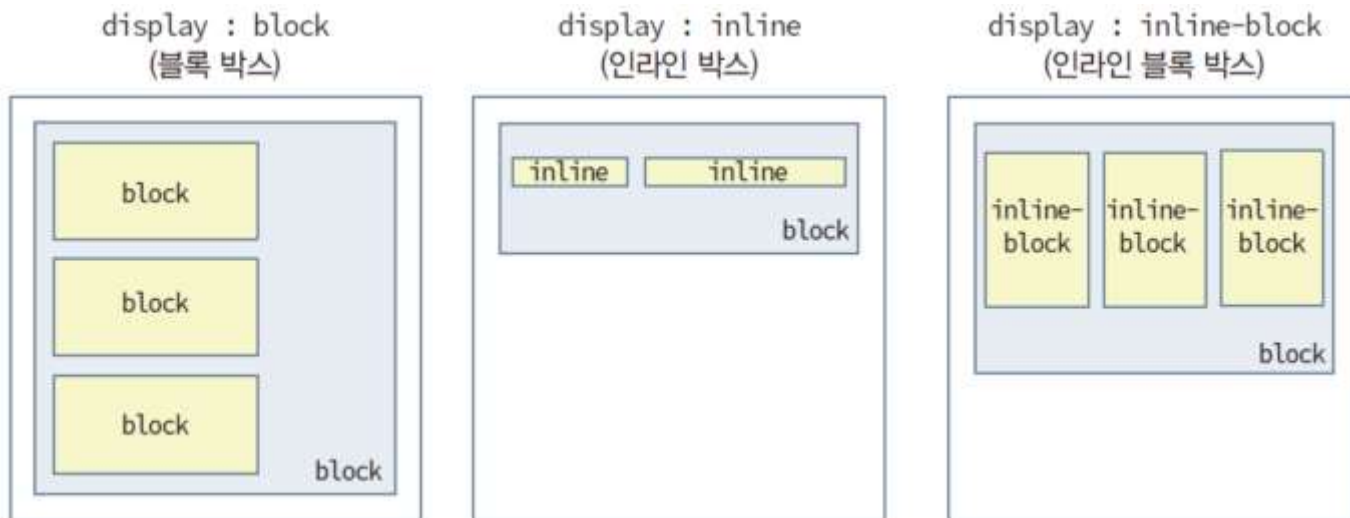 display : block
(블록 박스)
block
block
block
block
display : inline
(인라인 박스)
inline
inline
block
display : inline-block
(인라인 블록 박스)
inline-
block
inline-
block
inline-
block
block